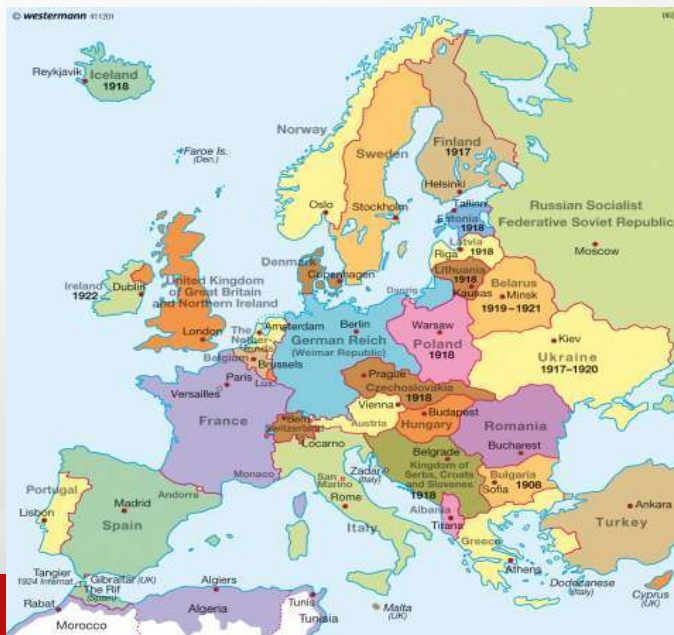 © westermann 411201
Iceland
1918
Reykjavik
Faroe Is.
(Den.)
Norway
Sweden
Finland
1917
Helsinki
Oslo
Stockholm
Tallinn
Estonia
1918
Russian Socialist
Federative Soviet Republic
Moscow
Latvia
1918
Riga
Lithuania
1918
Kaunas
Denmark
Copenhagen
Ireland
1922
Dublin
United Kingdom
of Great Britain
and Northern Ireland
London
Danzig
Belarus
Minsk
1919–1921
The
Nether-
lands
Amsterdam
Berlin
German Reich
(Weimar Republic)
Warsaw
Poland
1918
Kiev
Ukraine
1917–1920
Belgium
Brussels
Lux.
Paris
Versailles
France
Prague
Czechoslovakia
1918
Vienna
Austria
Budapest
Hungary
Bern
Switzerland
Locarno
Romania
Bucharest
Belgrade
Kingdom
of Serbs, Croats
and Slovenes
1918
Zadar
(Italy)
San
Marino
Monaco
Andorra
Bulgaria
1908
Sofia
Portugal
Lisbon
Madrid
Spain
Rome
Italy
Albania
Tirana
Greece
Athens
Ankara
Turkey
Dodecanese
(Italy)
Cyprus
(UK)
Tangier
1924 Internat.
Gibraltar (UK)
The Rif
(Spain)
Rabat
Morocco
Algiers
Algeria
Tunis
Tunisia
Malta
(UK)